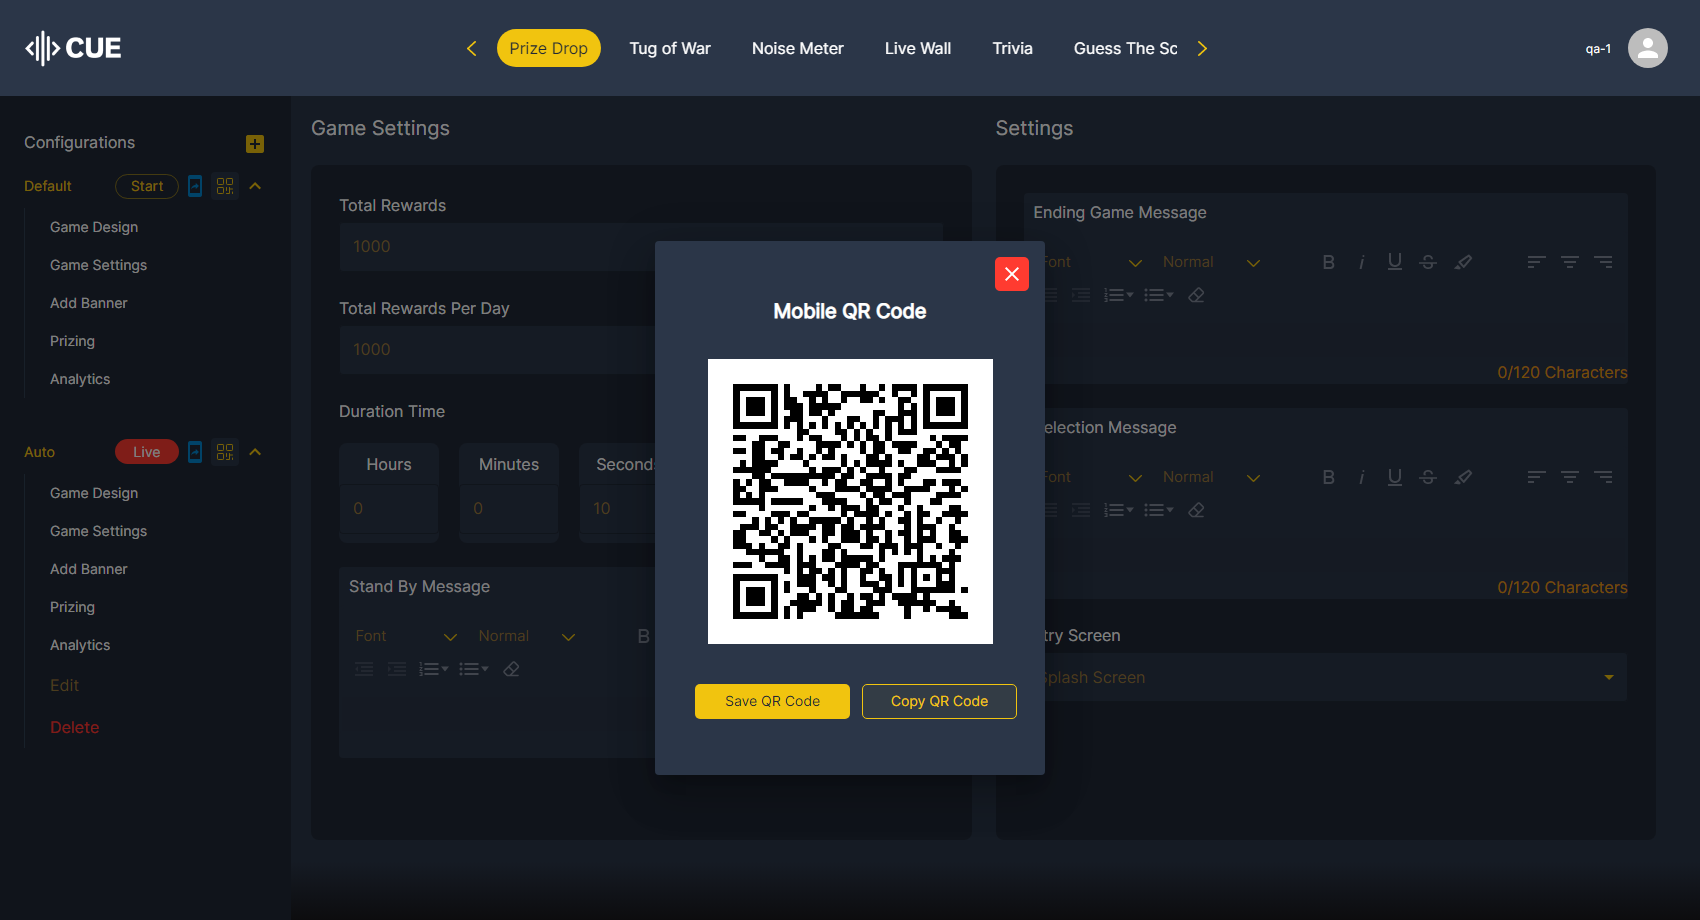 CUE
Prize Drop
Tug of War
Noise Meter
Live Wall
Trivia
Guess The Sc
qa-1
Configurations
Default
Start
Game Design
Game Settings
Add Banner
Prizing
Analytics
Auto
Live
Game Design
Game Settings
Add Banner
Prizing
Analytics
Edit
Delete
Game Settings
Total Rewards
1000
Total Rewards Per Day
1000
Duration Time
Hours
Minutes
Seconds
0
0
10
Stand By Message
Font
Normal
B
Mobile QR Code
Save QR Code
Copy QR Code
Settings
Ending Game Message
Font
Normal
B i U S
0/120 Characters
election Message
Font
Normal
B i U S
0/120 Characters
try Screen
Splash Screen